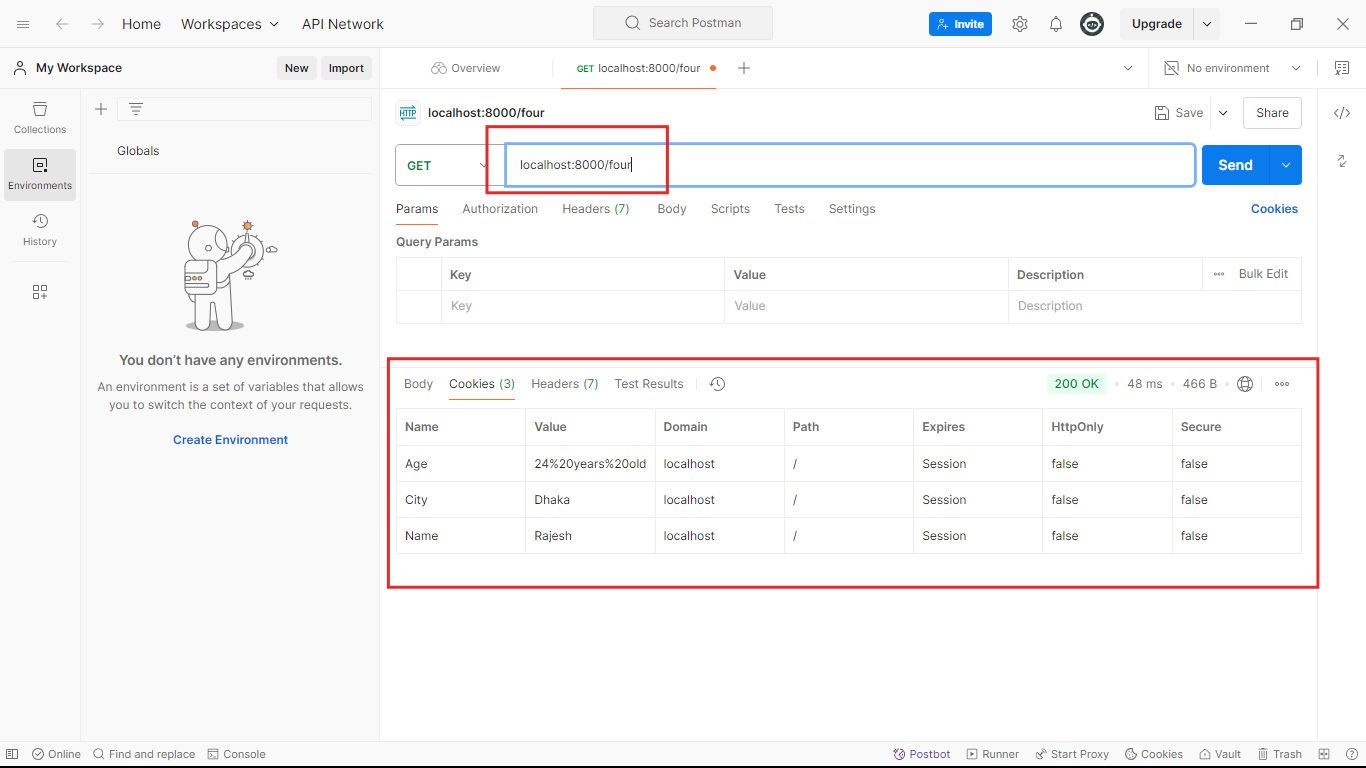 Home Workspaces API Network Search Postman Invite Upgrade
My Workspace New Import Overview GET localhost:8000/four No environment
Collections
Environments
History
Globals
You don't have any environments.
An environment is a set of variables that allows
you to switch the context of your requests.
Create Environment
HTTP localhost:8000/four Save Share
GET localhost:8000/four Send
Params Authorization Headers (7) Body Scripts Tests Settings Cookies
Query Params
Key Value Description Bulk Edit
Key Value Description
Body Cookies (3) Headers (7) Test Results 200 OK 48 ms 466 B
Name Value Domain Path Expires HttpOnly Secure
Age 24%20years%20old localhost / Session false false
City Dhaka localhost / Session false false
Name Rajesh localhost / Session false false
Online Find and replace Console Postbot Runner Start Proxy Cookies Vault Trash